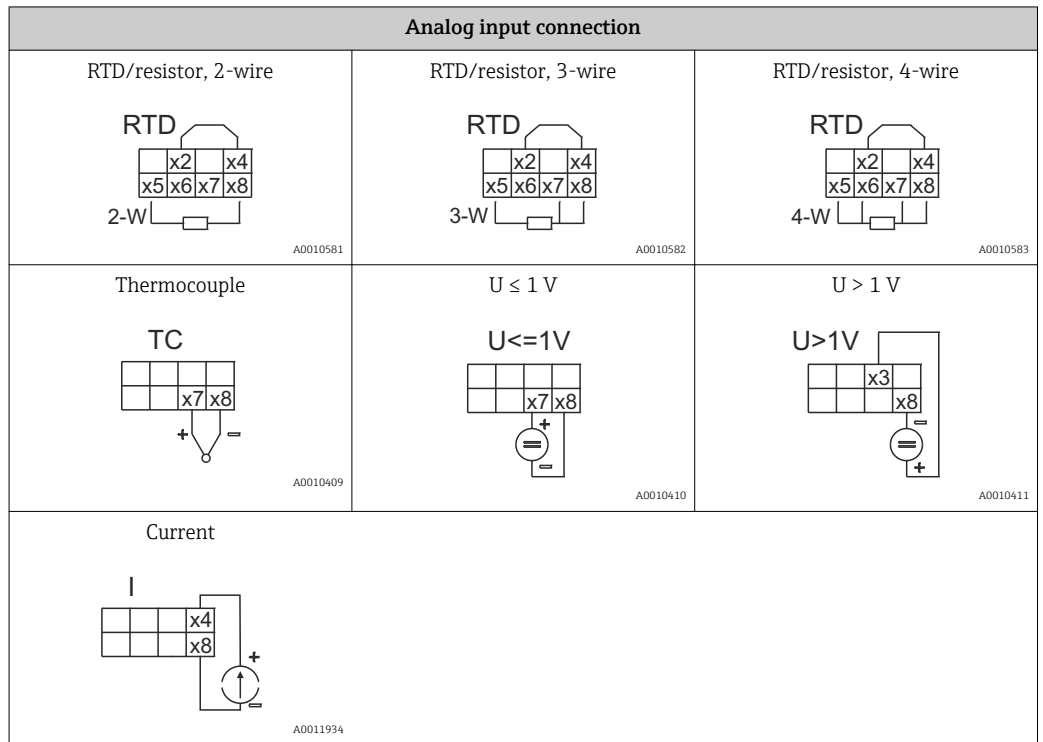 Analog input connection
RTD/resistor, 2-wire
RTD
x2 x4
x5 x6 x7 x8
2-W
A0010581
RTD/resistor, 3-wire
RTD
x2 x4
x5 x6 x7 x8
3-W
A0010582
RTD/resistor, 4-wire
RTD
x2 x4
x5 x6 x7 x8
4-W
A0010583
Thermocouple
TC
x7 x8
+ −
A0010409
U ≤ 1 V
U<=1V
x7 x8
+
−
A0010410
U > 1 V
U>1V
x3
x8
−
+
A0010411
Current
I
x4
x8
+
−
A0011934